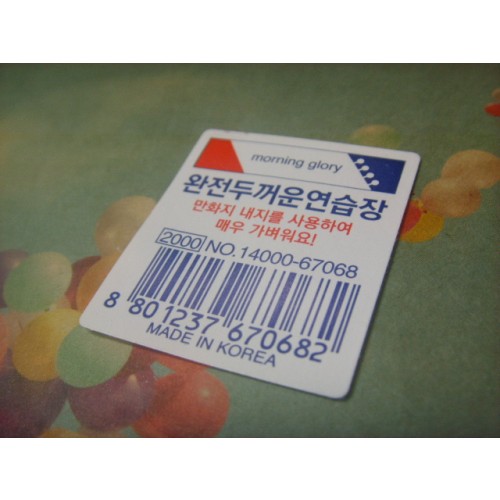 morning glory
완전두꺼운연습장
만화지 내지를 사용하여
매우 가벼워요!
2000 NO.14000-67068
8 801237 670682
MADE IN KOREA